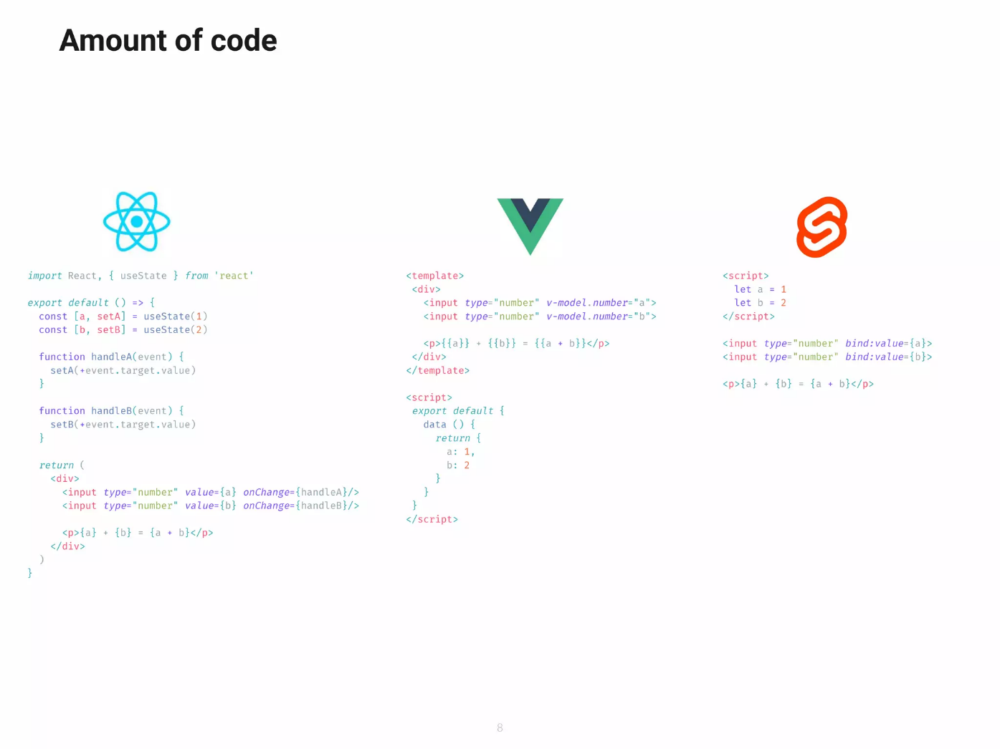 Amount of code
import React, { useState } from 'react'
export default () => {
  const [a, setA] = useState(1)
  const [b, setB] = useState(2)
  function handleA(event) {
    setA(+event.target.value)
  }
  function handleB(event) {
    setB(+event.target.value)
  }
  return (
    <div>
      <input type="number" value={a} onChange={handleA}/>
      <input type="number" value={b} onChange={handleB}/>
      <p>{a} + {b} = {a + b}</p>
    </div>
  )
}
<template>
 <div>
   <input type="number" v-model.number="a">
   <input type="number" v-model.number="b">
   <p>{{a}} + {{b}} = {{a + b}}</p>
 </div>
</template>
<script>
 export default {
   data () {
     return {
       a: 1,
       b: 2
     }
   }
 }
</script>
<script>
  let a = 1
  let b = 2
</script>
<input type="number" bind:value={a}>
<input type="number" bind:value={b}>
<p>{a} + {b} = {a + b}</p>
8